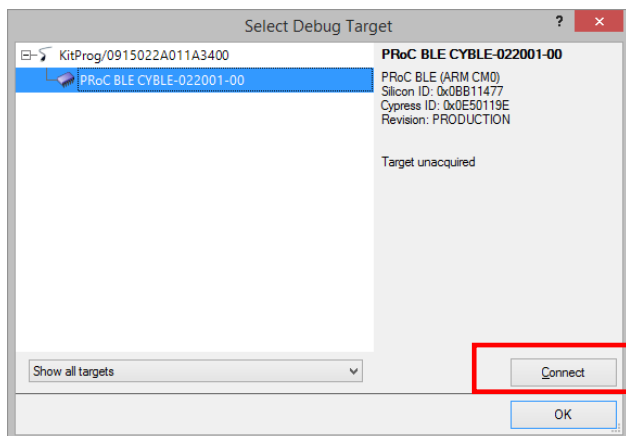 Select Debug Target
? ×
KitProg/0915022A011A3400
PRoC BLE CYBLE-022001-00
PRoC BLE CYBLE-022001-00
PRoC BLE (ARM CM0)
Silicon ID: 0x0BB11477
Cypress ID: 0x0E50119E
Revision: PRODUCTION
Target unacquired
Show all targets
Connect
OK